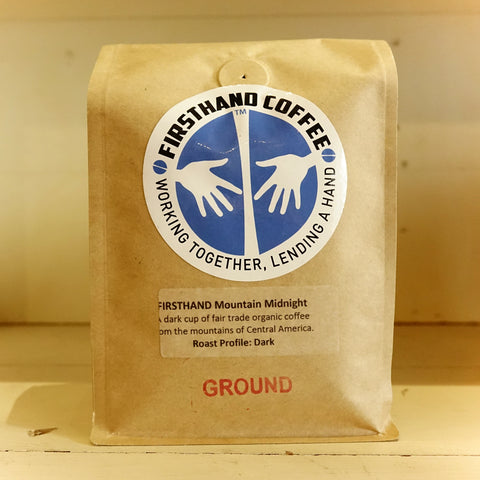 FIRSTHAND COFFEE
TM
WORKING TOGETHER, LENDING A HAND
FIRSTHAND Mountain Midnight
A dark cup of fair trade organic coffee
om the mountains of Central America.
Roast Profile: Dark
GROUND